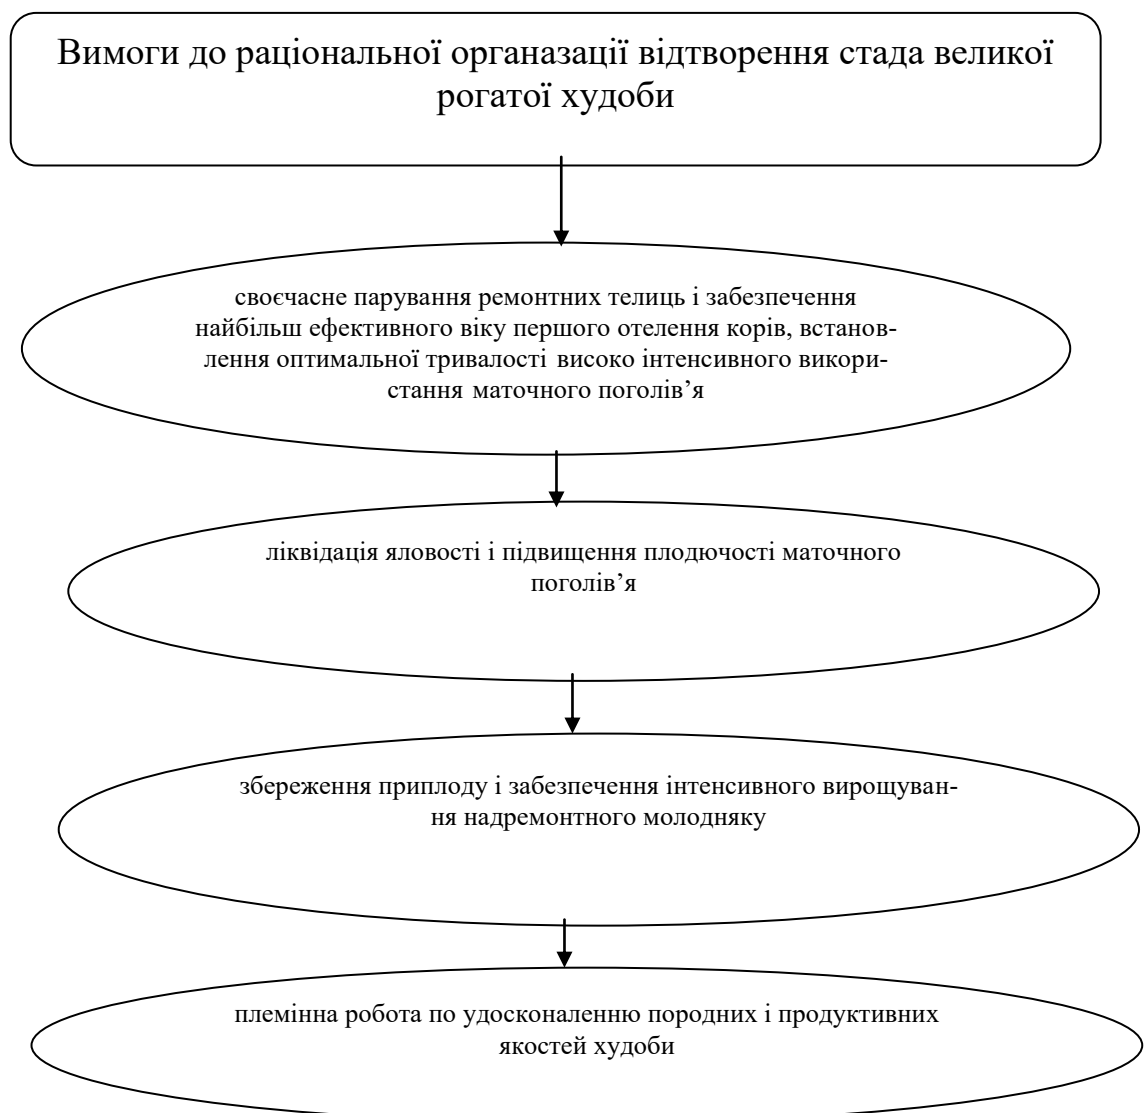 Вимоги до раціональної органазації відтворення стада великої
рогатої худоби
своєчасне парування ремонтних телиць і забезпечення
найбільш ефективного віку першого отелення корів, встанов-
лення оптимальної тривалості високо інтенсивного викори-
стання маточного поголів’я
ліквідація яловості і підвищення плодючості маточного
поголів’я
збереження приплоду і забезпечення інтенсивного вирощуван-
ня надремонтного молодняку
племінна робота по удосконаленню породних і продуктивних
якостей худоби